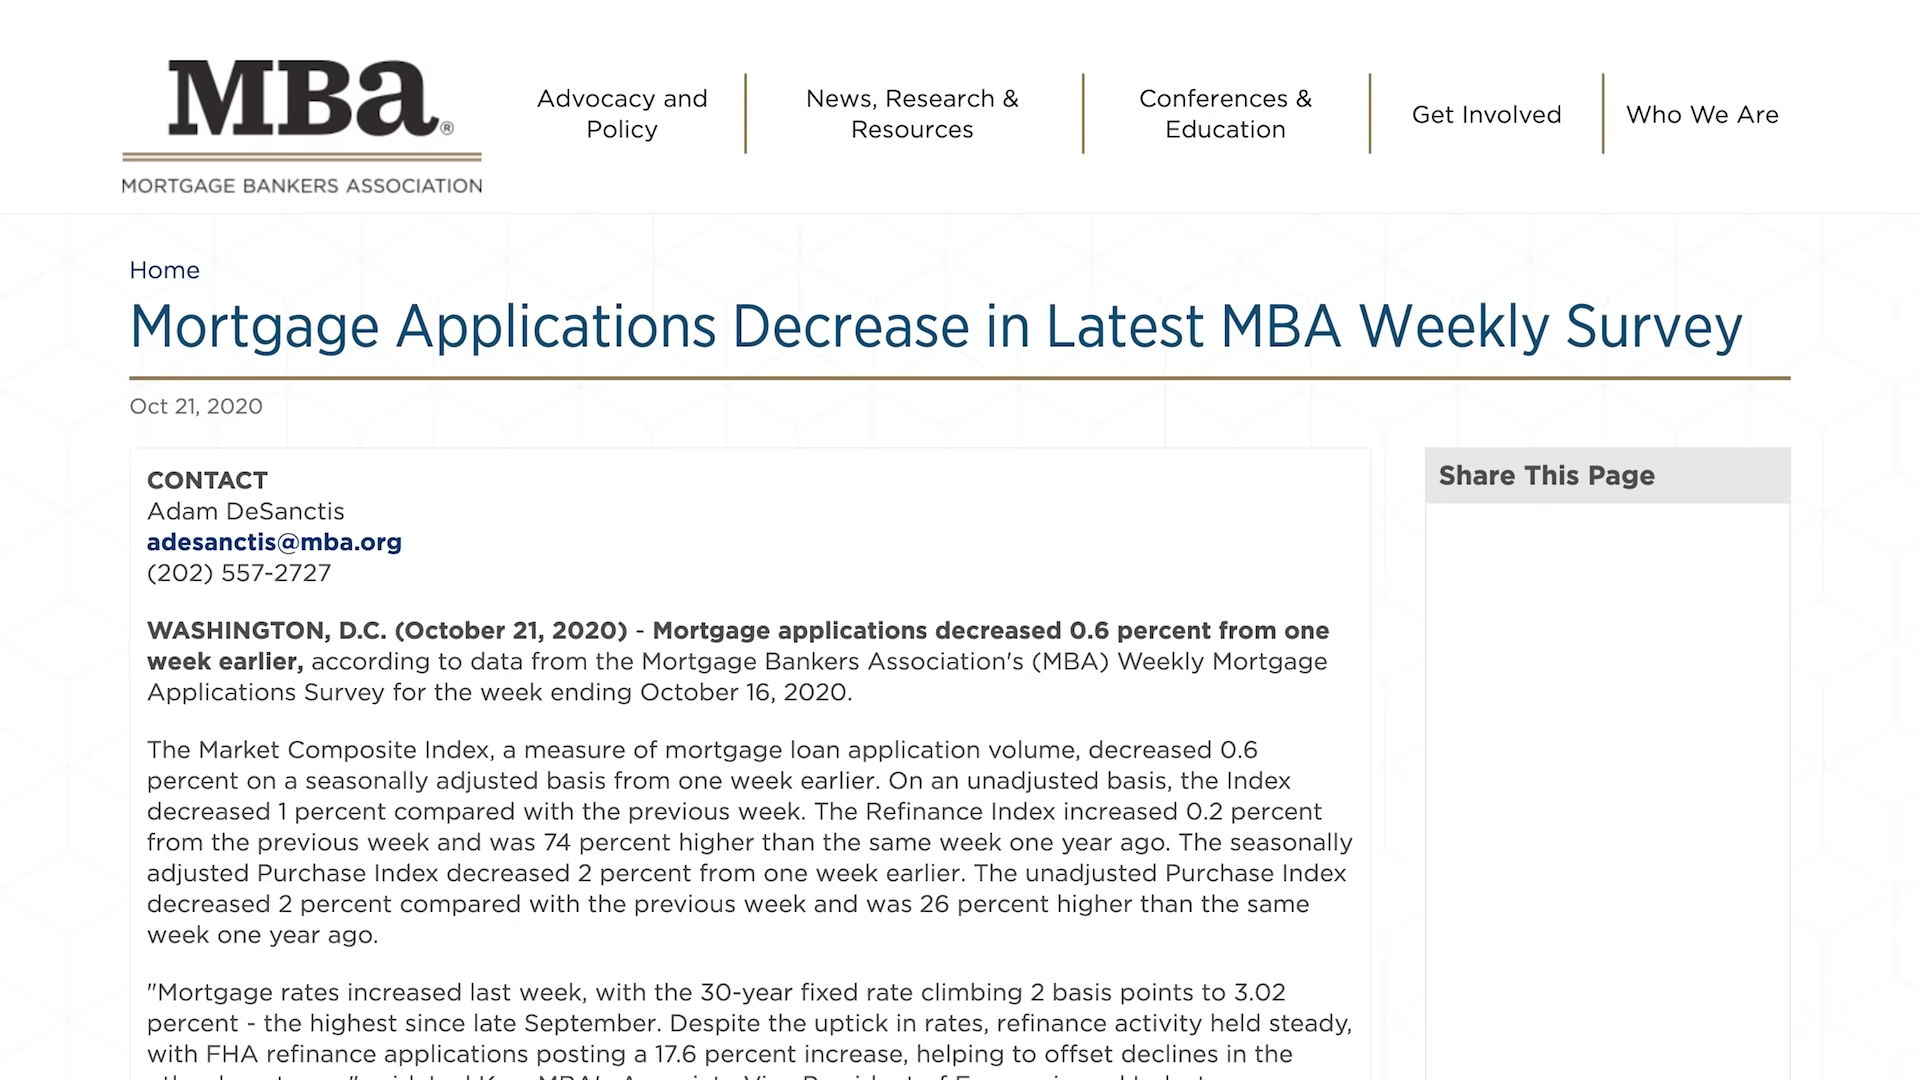 MBa®
MORTGAGE BANKERS ASSOCIATION
Advocacy and
Policy
News, Research &
Resources
Conferences &
Education
Get Involved
Who We Are
Home
Mortgage Applications Decrease in Latest MBA Weekly Survey
Oct 21, 2020
CONTACT
Adam DeSanctis
adesanctis@mba.org
(202) 557-2727
WASHINGTON, D.C. (October 21, 2020) - Mortgage applications decreased 0.6 percent from one
week earlier, according to data from the Mortgage Bankers Association's (MBA) Weekly Mortgage
Applications Survey for the week ending October 16, 2020.
The Market Composite Index, a measure of mortgage loan application volume, decreased 0.6
percent on a seasonally adjusted basis from one week earlier. On an unadjusted basis, the Index
decreased 1 percent compared with the previous week. The Refinance Index increased 0.2 percent
from the previous week and was 74 percent higher than the same week one year ago. The seasonally
adjusted Purchase Index decreased 2 percent from one week earlier. The unadjusted Purchase Index
decreased 2 percent compared with the previous week and was 26 percent higher than the same
week one year ago.
"Mortgage rates increased last week, with the 30-year fixed rate climbing 2 basis points to 3.02
percent - the highest since late September. Despite the uptick in rates, refinance activity held steady,
with FHA refinance applications posting a 17.6 percent increase, helping to offset declines in the
Share This Page